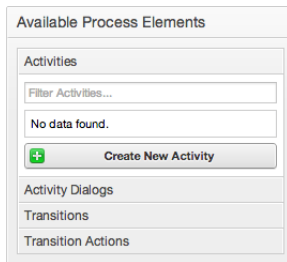 Available Process Elements
Activities
Filter Activities...
No data found.
Create New Activity
Activity Dialogs
Transitions
Transition Actions